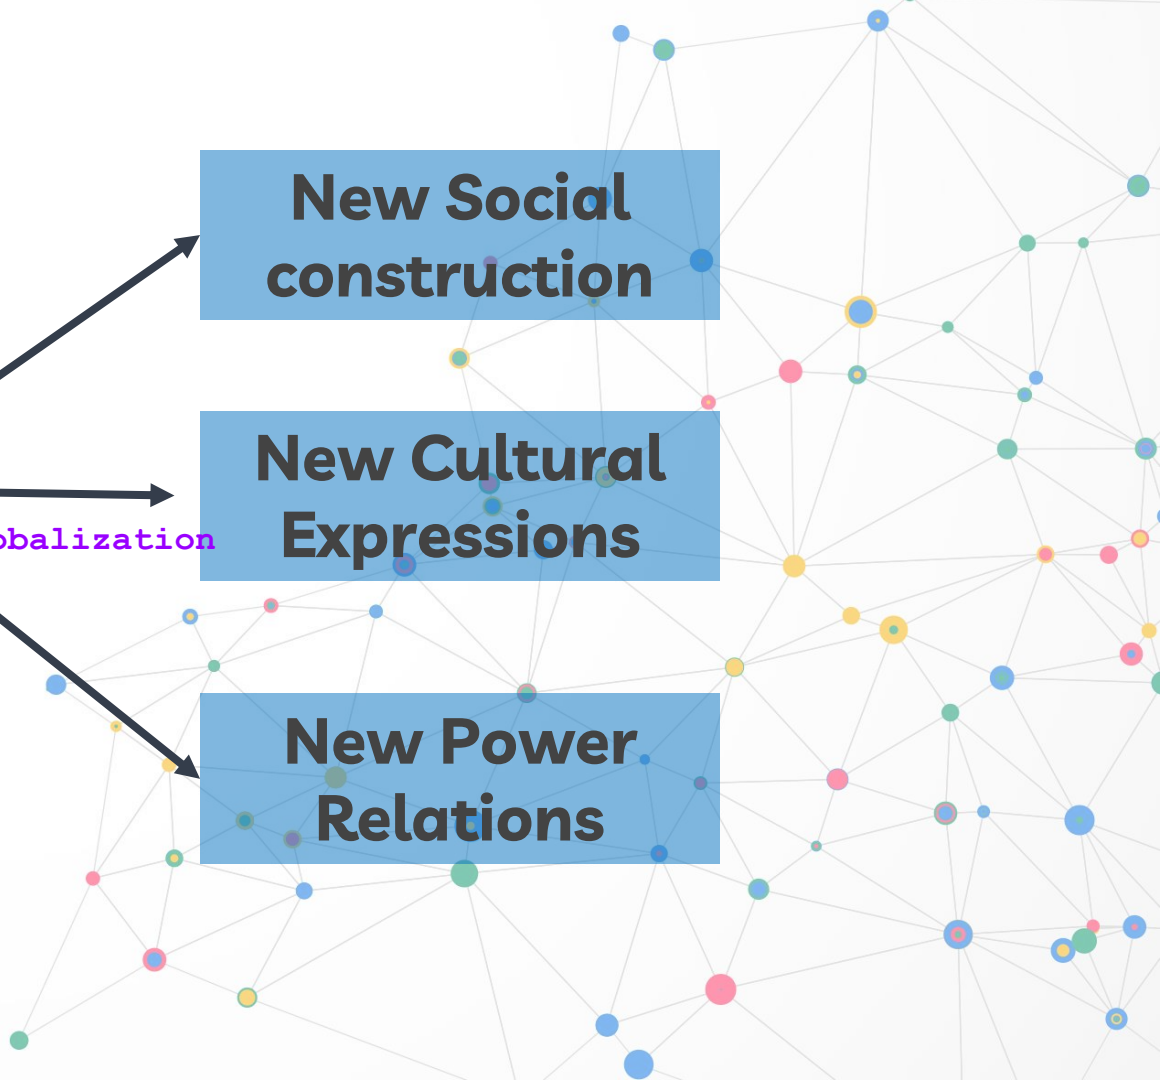 New Social
construction
New Cultural
Expressions
obalization
New Power
Relations